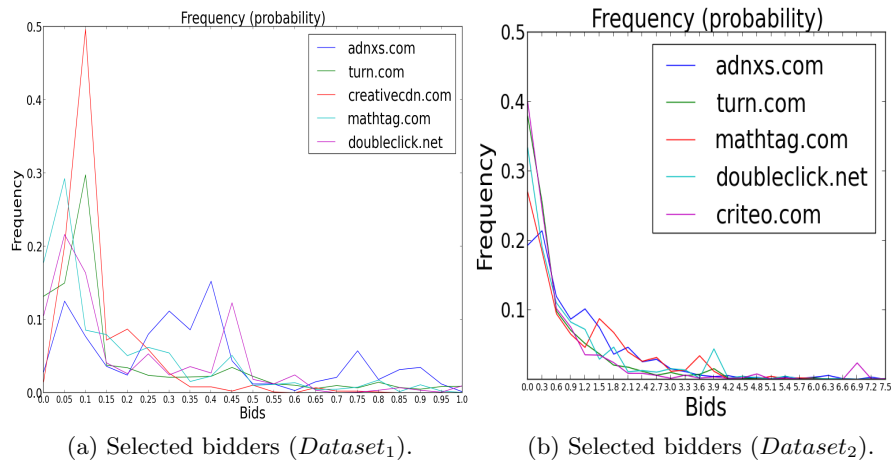 Frequency (probability)
0.5
0.4
0.3
0.2
0.1
0.0
Frequency
adnxs.com
turn.com
creativecdn.com
mathtag.com
doubleclick.net
0.0 0.05 0.1 0.15 0.2 0.25 0.3 0.35 0.4 0.45 0.5 0.55 0.6 0.65 0.7 0.75 0.8 0.85 0.9 0.95 1.0
Bids
(a) Selected bidders (Dataset₁).
Frequency (probability)
0.5
0.4
0.3
0.2
0.1
Frequency
adnxs.com
turn.com
mathtag.com
doubleclick.net
criteo.com
0.0 0.3 0.6 0.9 1.2 1.5 1.8 2.1 2.4 2.7 3.0 3.3 3.6 3.9 4.2 4.5 4.8 5.1 5.4 5.7 6.0 6.3 6.6 6.9 7.2 7.5
Bids
(b) Selected bidders (Dataset₂).